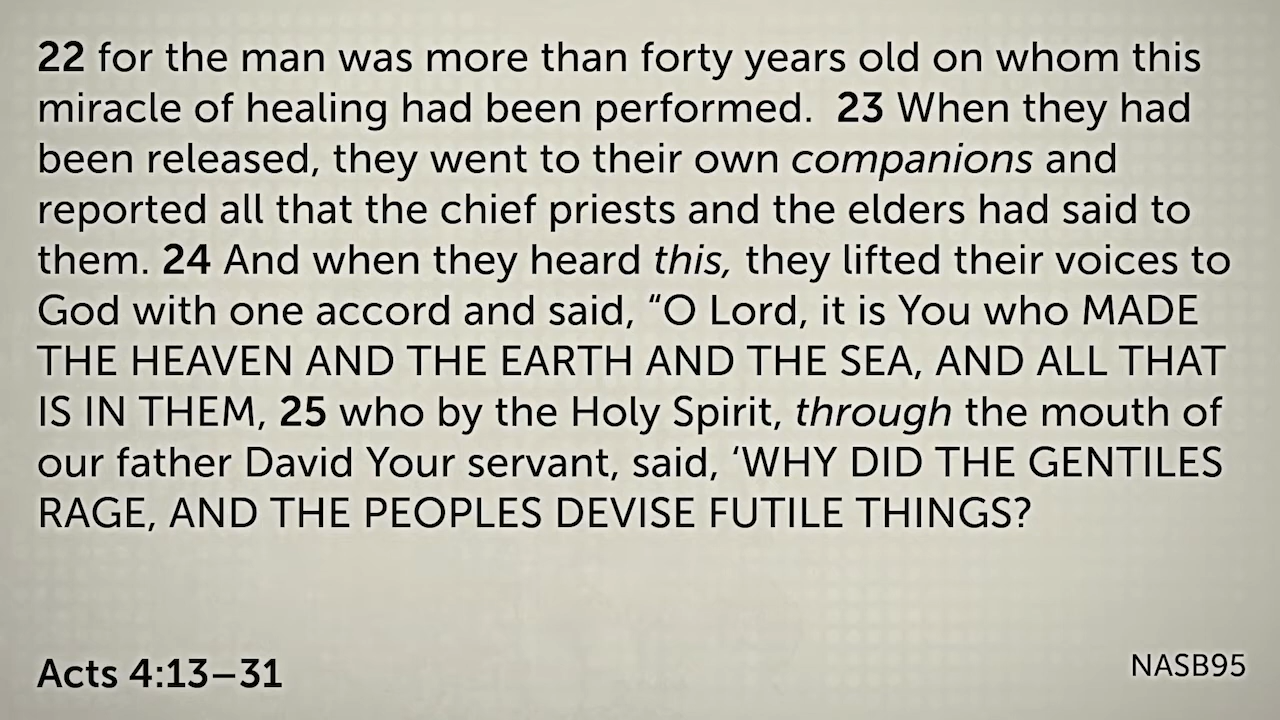 22 for the man was more than forty years old on whom this
miracle of healing had been performed.  23 When they had
been released, they went to their own companions and
reported all that the chief priests and the elders had said to
them. 24 And when they heard this, they lifted their voices to
God with one accord and said, “O Lord, it is You who MADE
THE HEAVEN AND THE EARTH AND THE SEA, AND ALL THAT
IS IN THEM, 25 who by the Holy Spirit, through the mouth of
our father David Your servant, said, ‘WHY DID THE GENTILES
RAGE, AND THE PEOPLES DEVISE FUTILE THINGS?
Acts 4:13–31
NASB95